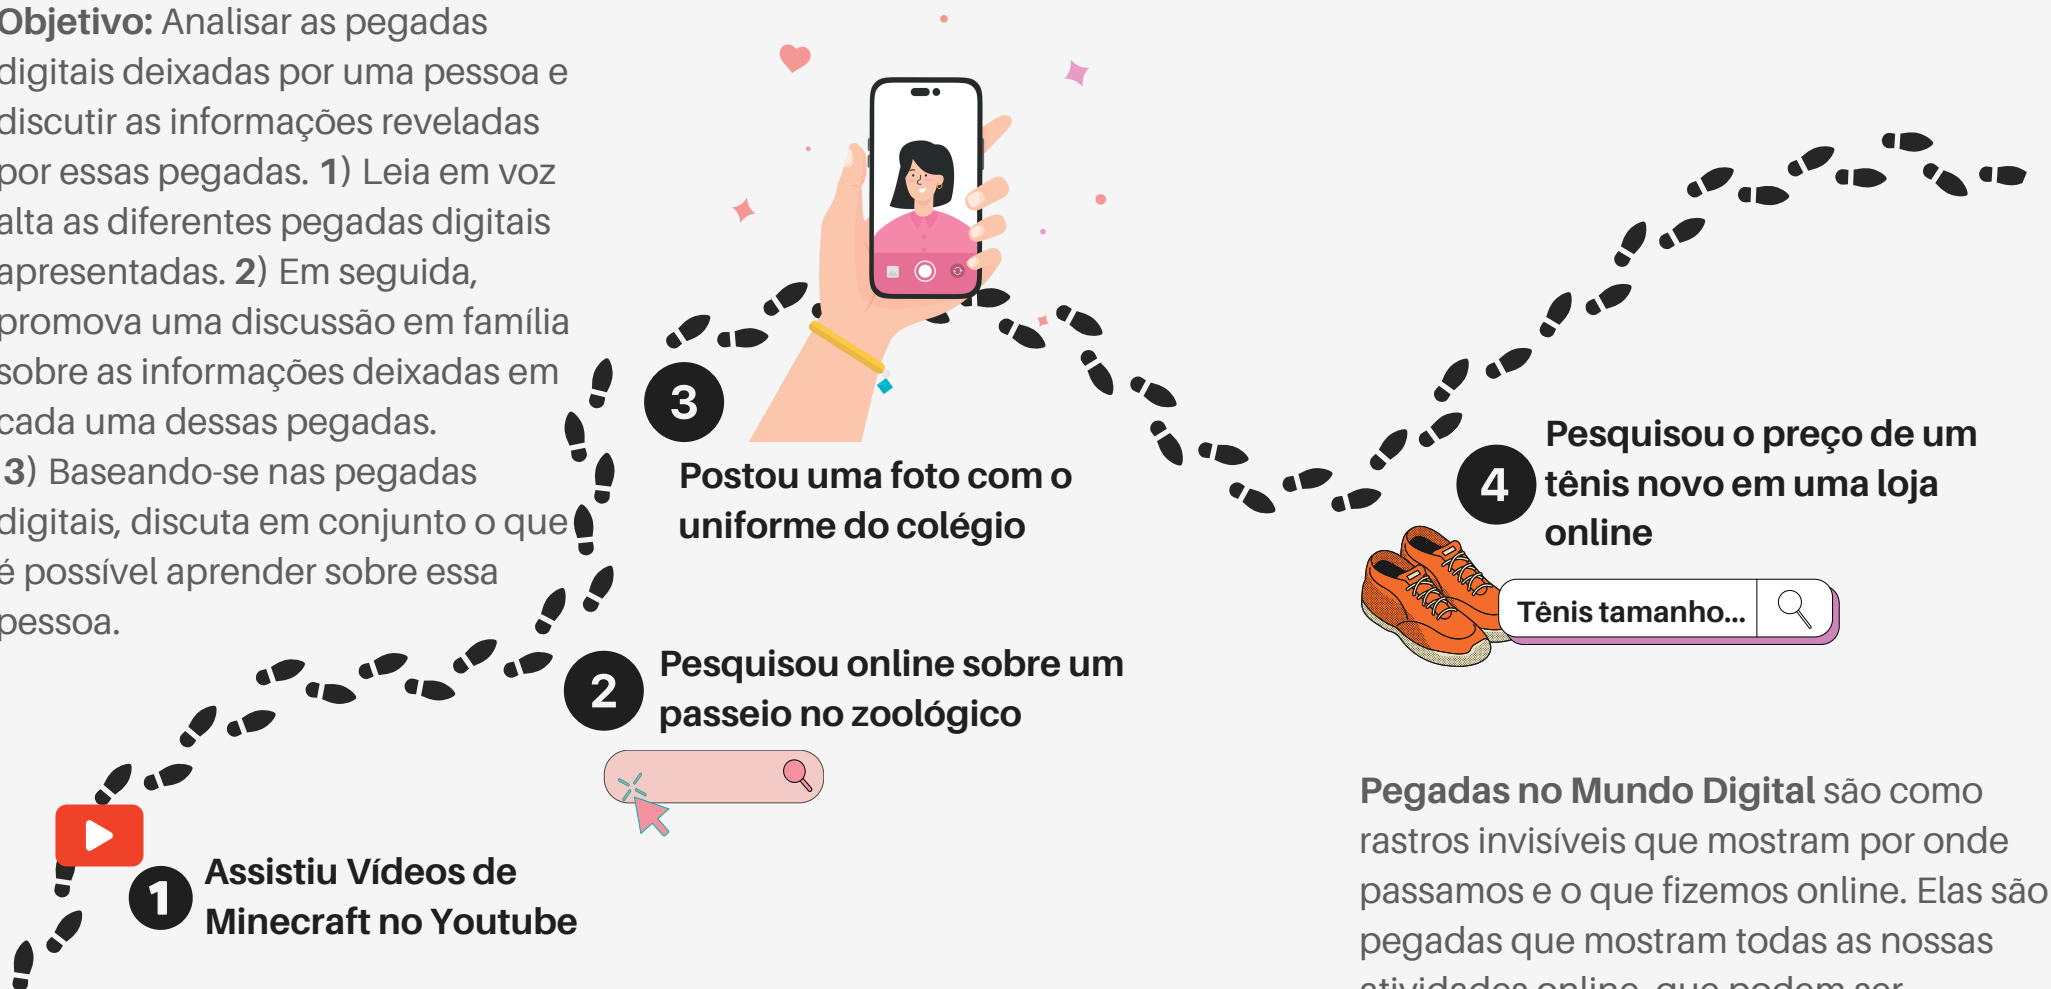 Objetivo: Analisar as pegadas
digitais deixadas por uma pessoa e
discutir as informações reveladas
por essas pegadas. 1) Leia em voz
alta as diferentes pegadas digitais
apresentadas. 2) Em seguida,
promova uma discussão em família
sobre as informações deixadas em
cada uma dessas pegadas.
3) Baseando-se nas pegadas
digitais, discuta em conjunto o que
é possível aprender sobre essa
pessoa.
1
Assistiu Vídeos de
Minecraft no Youtube
2
Pesquisou online sobre um
passeio no zoológico
3
Postou uma foto com o
uniforme do colégio
4
Pesquisou o preço de um
tênis novo em uma loja
online
Tênis tamanho...
Pegadas no Mundo Digital são como
rastros invisíveis que mostram por onde
passamos e o que fizemos online. Elas são
pegadas que mostram todas as nossas
atividades online, que podem ser